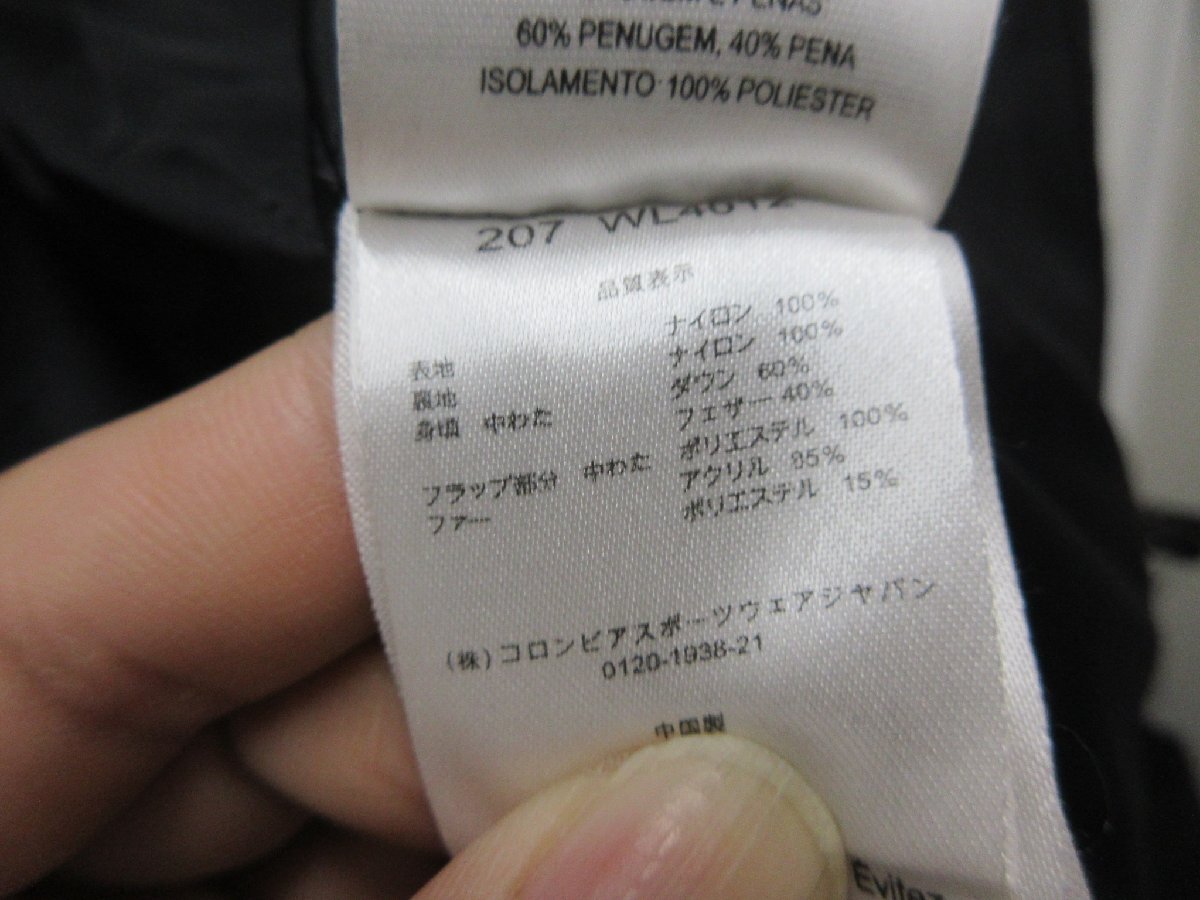 60% PENUGEM, 40% PENA
ISOLAMENTO 100% POLIESTER
207 WL4612
品質表示
表地 ナイロン 100%
裏地 ナイロン 100%
身頃 中わた ダウン 60%
フェザー 40%
フラップ部分 中わた ポリエステル 100%
ファー アクリル 85%
ポリエステル 15%
(株)コロンビアスポーツウェアジャパン
0120-1938-21
中国製
Evitez